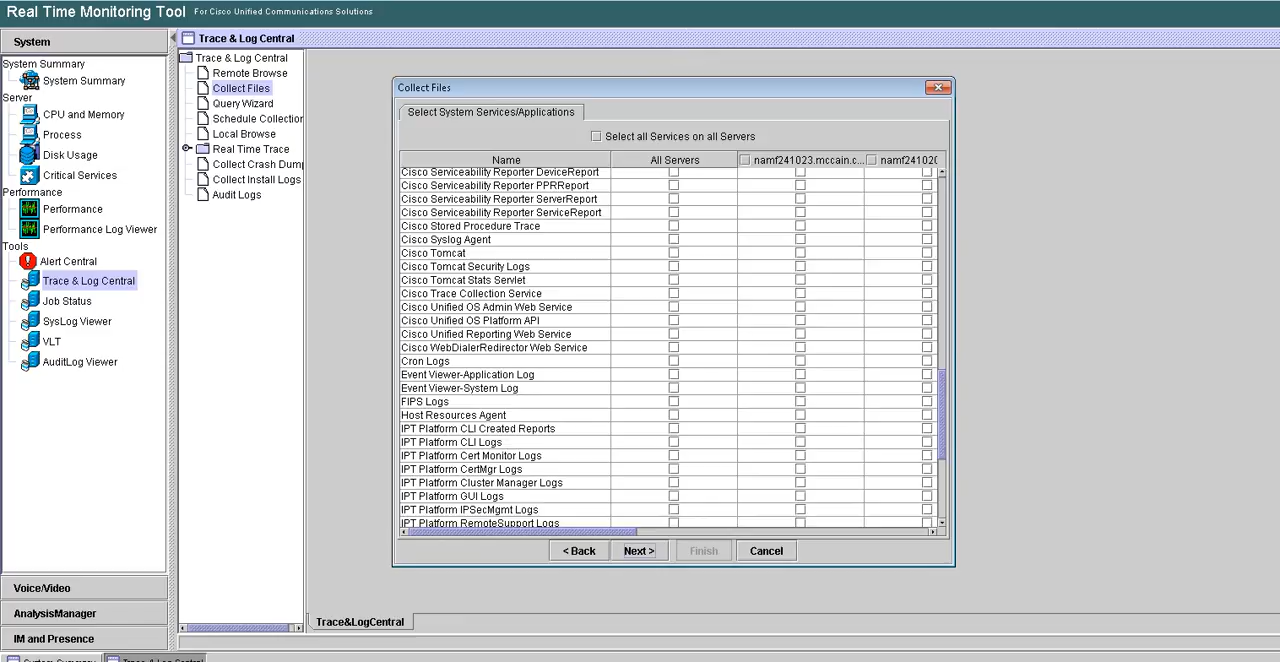 Real Time Monitoring Tool For Cisco Unified Communications Solutions
System
System Summary
System Summary
Server
CPU and Memory
Process
Disk Usage
Critical Services
Performance
Performance
Performance Log Viewer
Tools
Alert Central
Trace & Log Central
Job Status
SysLog Viewer
VLT
AuditLog Viewer
Voice/Video
AnalysisManager
IM and Presence
Trace & Log Central
Trace & Log Central
Remote Browse
Collect Files
Query Wizard
Schedule Collection
Local Browse
Real Time Trace
Collect Crash Dump
Collect Install Logs
Audit Logs
Collect Files
Select System Services/Applications
Select all Services on all Servers
Name All Servers namf241023.mccain.c... namf24102(
Cisco Serviceability Reporter DeviceReport
Cisco Serviceability Reporter PPRReport
Cisco Serviceability Reporter ServerReport
Cisco Serviceability Reporter ServiceReport
Cisco Stored Procedure Trace
Cisco Syslog Agent
Cisco Tomcat
Cisco Tomcat Security Logs
Cisco Tomcat Stats Servlet
Cisco Trace Collection Service
Cisco Unified OS Admin Web Service
Cisco Unified OS Platform API
Cisco Unified Reporting Web Service
Cisco WebDialerRedirector Web Service
Cron Logs
Event Viewer-Application Log
Event Viewer-System Log
FIPS Logs
Host Resources Agent
IPT Platform CLI Created Reports
IPT Platform CLI Logs
IPT Platform Cert Monitor Logs
IPT Platform CertMgr Logs
IPT Platform Cluster Manager Logs
IPT Platform GUI Logs
IPT Platform IPSecMgmt Logs
IPT Platform RemoteSupport Logs
< Back Next > Finish Cancel
Trace&LogCentral
System Summary Trace & Log Central